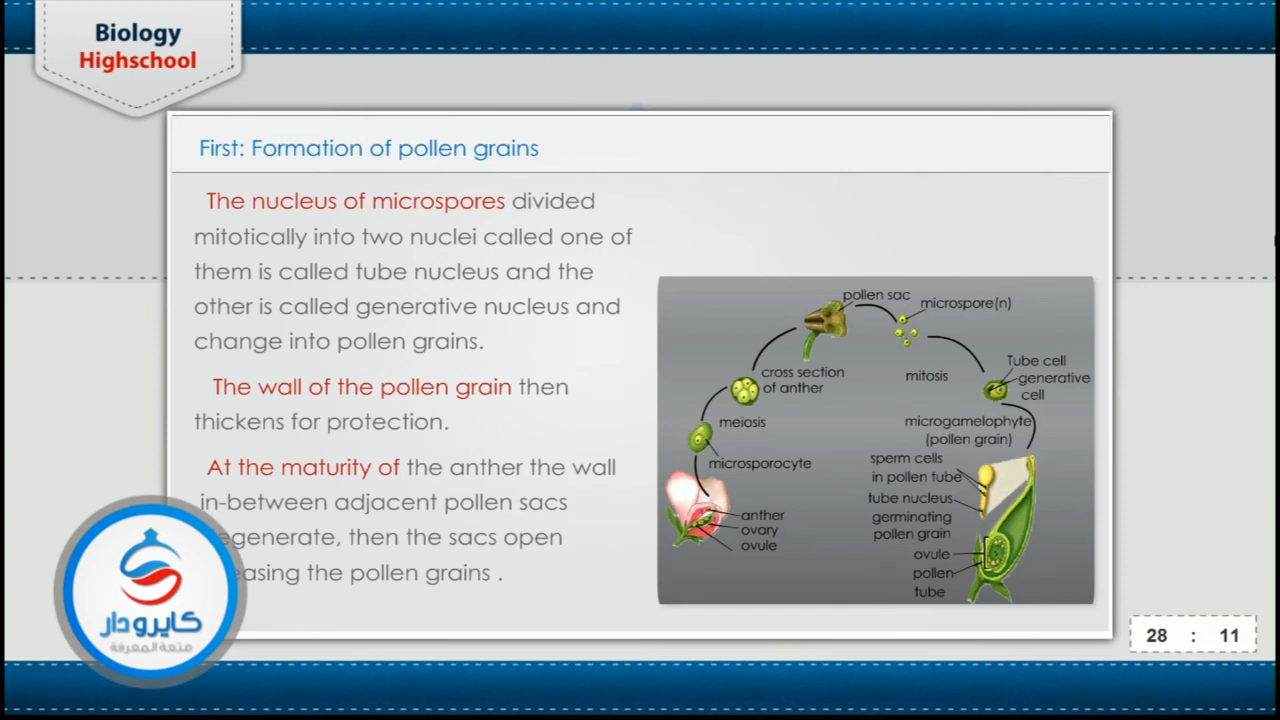 Biology
Highschool
First: Formation of pollen grains
The nucleus of microspores divided
mitotically into two nuclei called one of
them is called tube nucleus and the
other is called generative nucleus and
change into pollen grains.
The wall of the pollen grain then
thickens for protection.
At the maturity of the anther the wall
in-between adjacent pollen sacs
egenerate, then the sacs open
easing the pollen grains .
pollen sac
microspore(n)
cross section
of anther
mitosis
Tube cell
generative
cell
meiosis
microgamelophyte
(pollen grain)
microsporocyte
sperm cells
in pollen tube
tube nucleus
germinating
pollen grain
anther
ovary
ovule
ovule
pollen
tube
كايرودار
متعة المعرفة
28 : 11